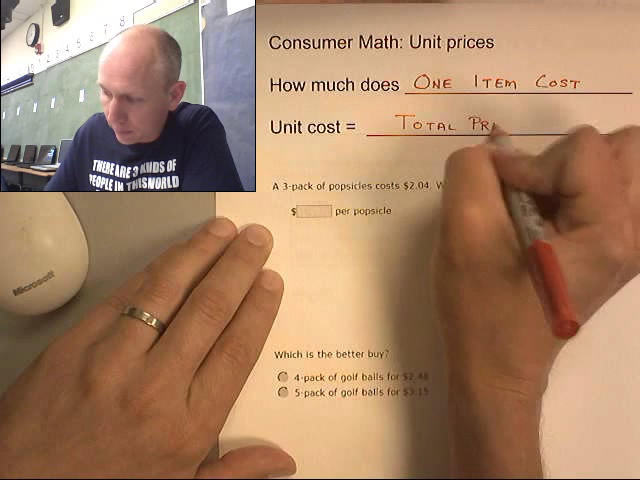 Consumer Math: Unit prices
How much does ONE ITEM COST
Unit cost = TOTAL PRI
A 3-pack of popsicles costs $2.04. W
$ per popsicle
Which is the better buy?
4-pack of golf balls for $2.48
5-pack of golf balls for $3.15
THERE ARE 3 KINDS OF
PEOPLE IN THIS WORLD
Microsoft